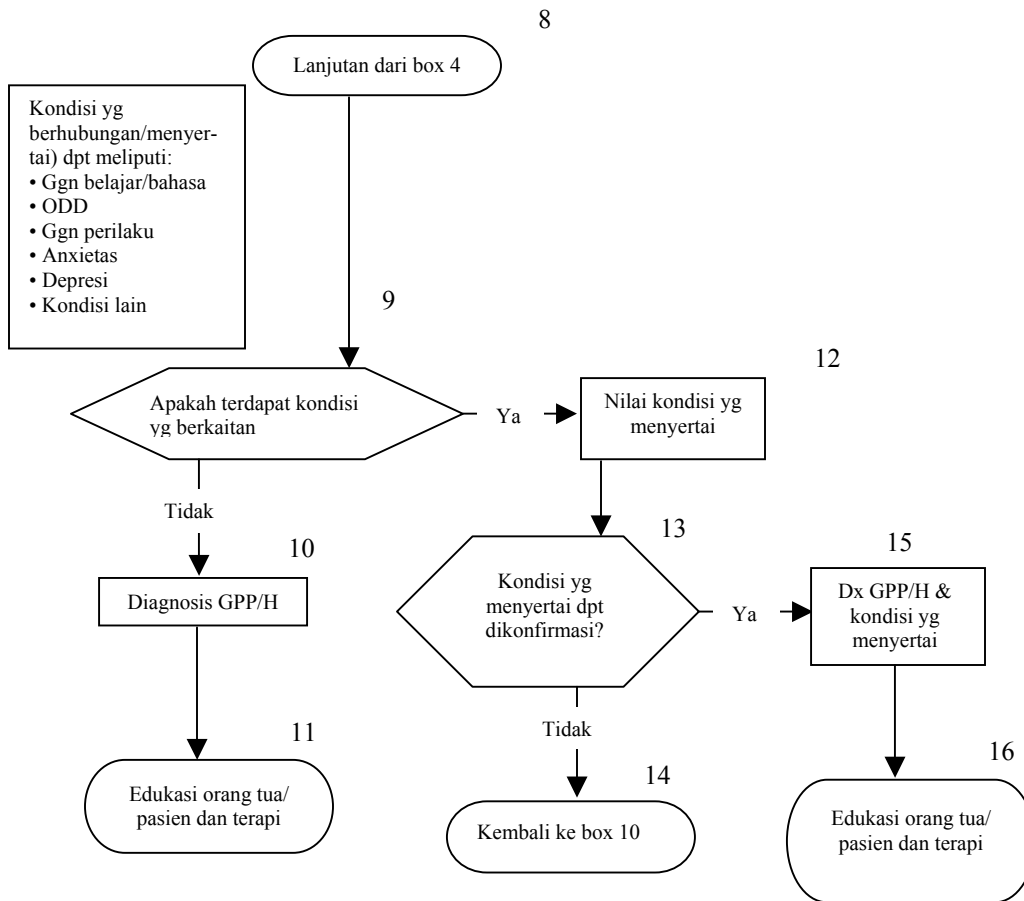 8
Lanjutan dari box 4
Kondisi yg
berhubungan/menyer-
tai) dpt meliputi:
• Ggn belajar/bahasa
• ODD
• Ggn perilaku
• Anxietas
• Depresi
• Kondisi lain
9
Apakah terdapat kondisi
yg berkaitan
Ya
12
Nilai kondisi yg
menyertai
Tidak
10
Diagnosis GPP/H
13
Kondisi yg
menyertai dpt
dikonfirmasi?
Ya
15
Dx GPP/H &
kondisi yg
menyertai
11
Edukasi orang tua/
pasien dan terapi
Tidak
14
Kembali ke box 10
16
Edukasi orang tua/
pasien dan terapi